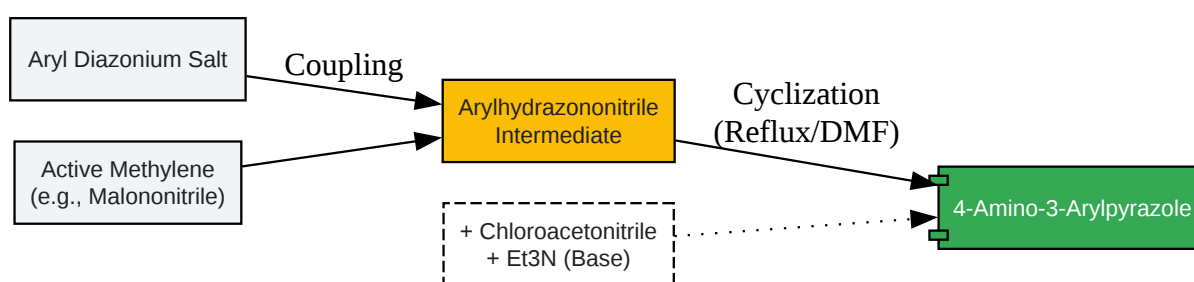 Aryl Diazonium Salt
Coupling
Active Methylene
(e.g., Malononitrile)
Arylhydrazononitrile
Intermediate
Cyclization
(Reflux/DMF)
+ Chloroacetonitrile
+ Et3N (Base)
4-Amino-3-Arylpyrazole